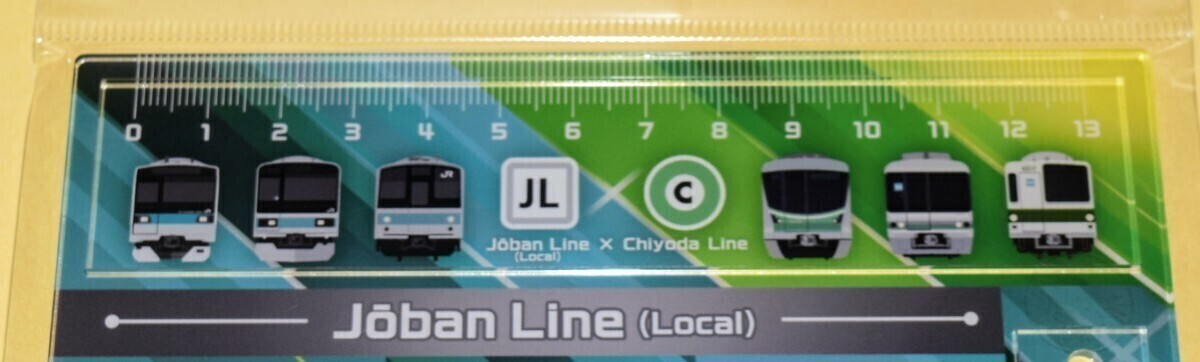 0 1 2 3 4 5 6 7 8 9 10 11 12 13
JR
JL C
Jōban Line × Chiyoda Line
(Local)
Jōban Line (Local)